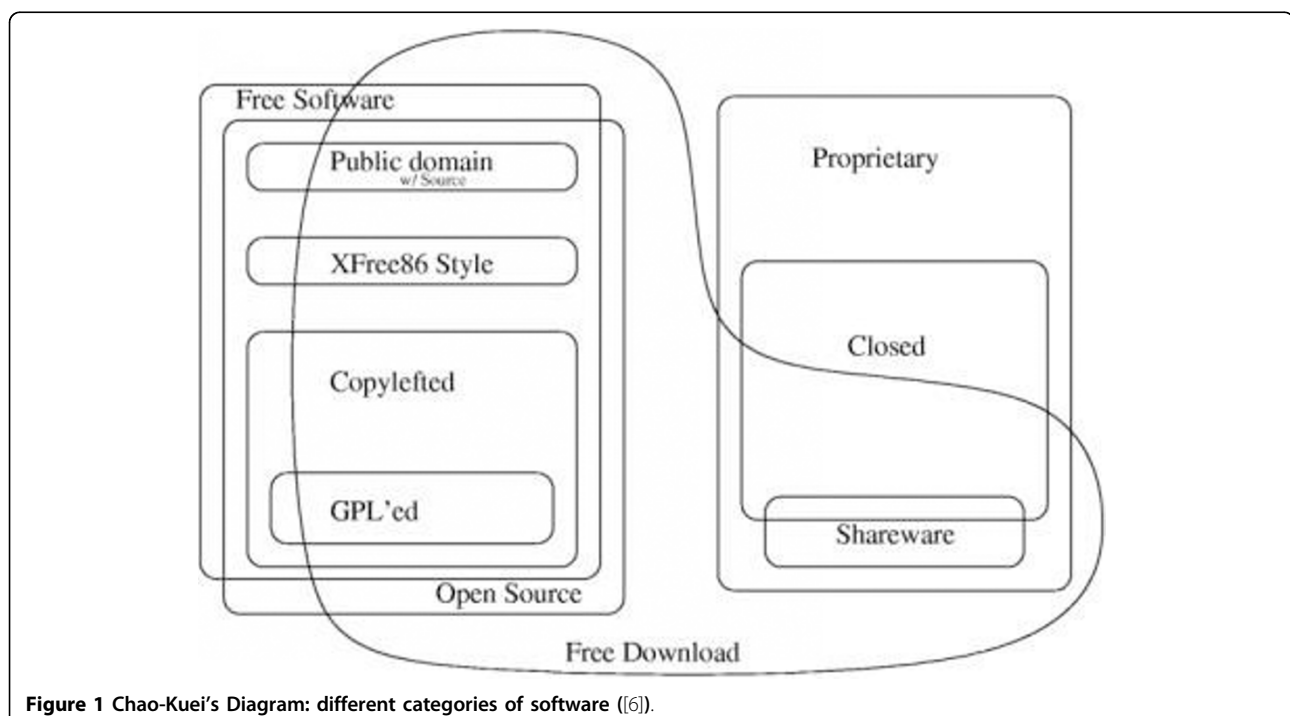 Free Software
Public domain
w/ Source
XFree86 Style
Copylefted
GPL'ed
Open Source
Proprietary
Closed
Shareware
Free Download
Figure 1 Chao-Kuei's Diagram: different categories of software ([6]).